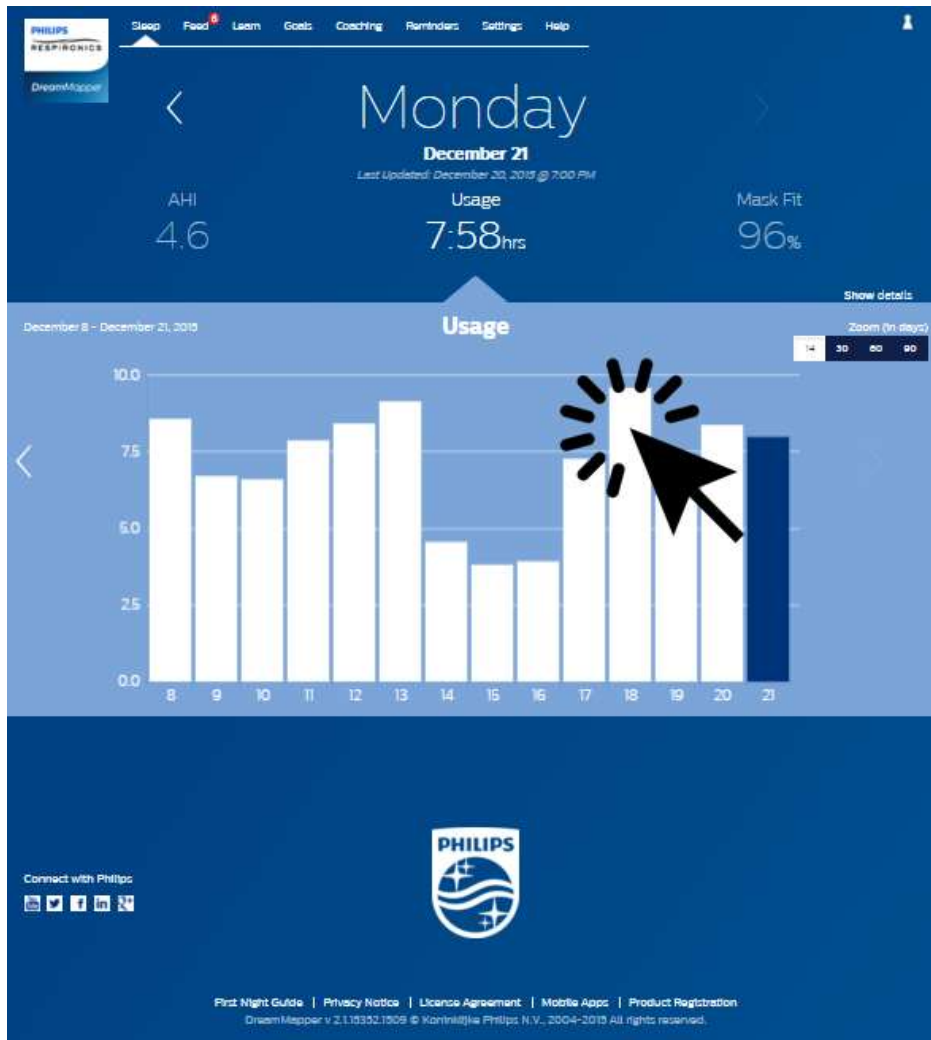 PHILIPS
RESPIRONICS
DreamMapper
Sleep Feed 6 Learn Goals Coaching Reminders Settings Help
Monday
December 21
Last Updated: December 20, 2015 @ 7:00 PM
AHI Usage Mask Fit
4.6 7:58hrs 96%
Show details
December 8 - December 21, 2015 Usage Zoom (in days)
14 30 60 90
10.0
7.5
5.0
2.5
0.0
8 9 10 11 12 13 14 15 16 17 18 19 20 21
PHILIPS
Connect with Philips
First Night Guide | Privacy Notice | License Agreement | Mobile Apps | Product Registration
DreamMapper v 2.1.15352.1509 © Koninklijke Philips N.V., 2004-2015 All rights reserved.